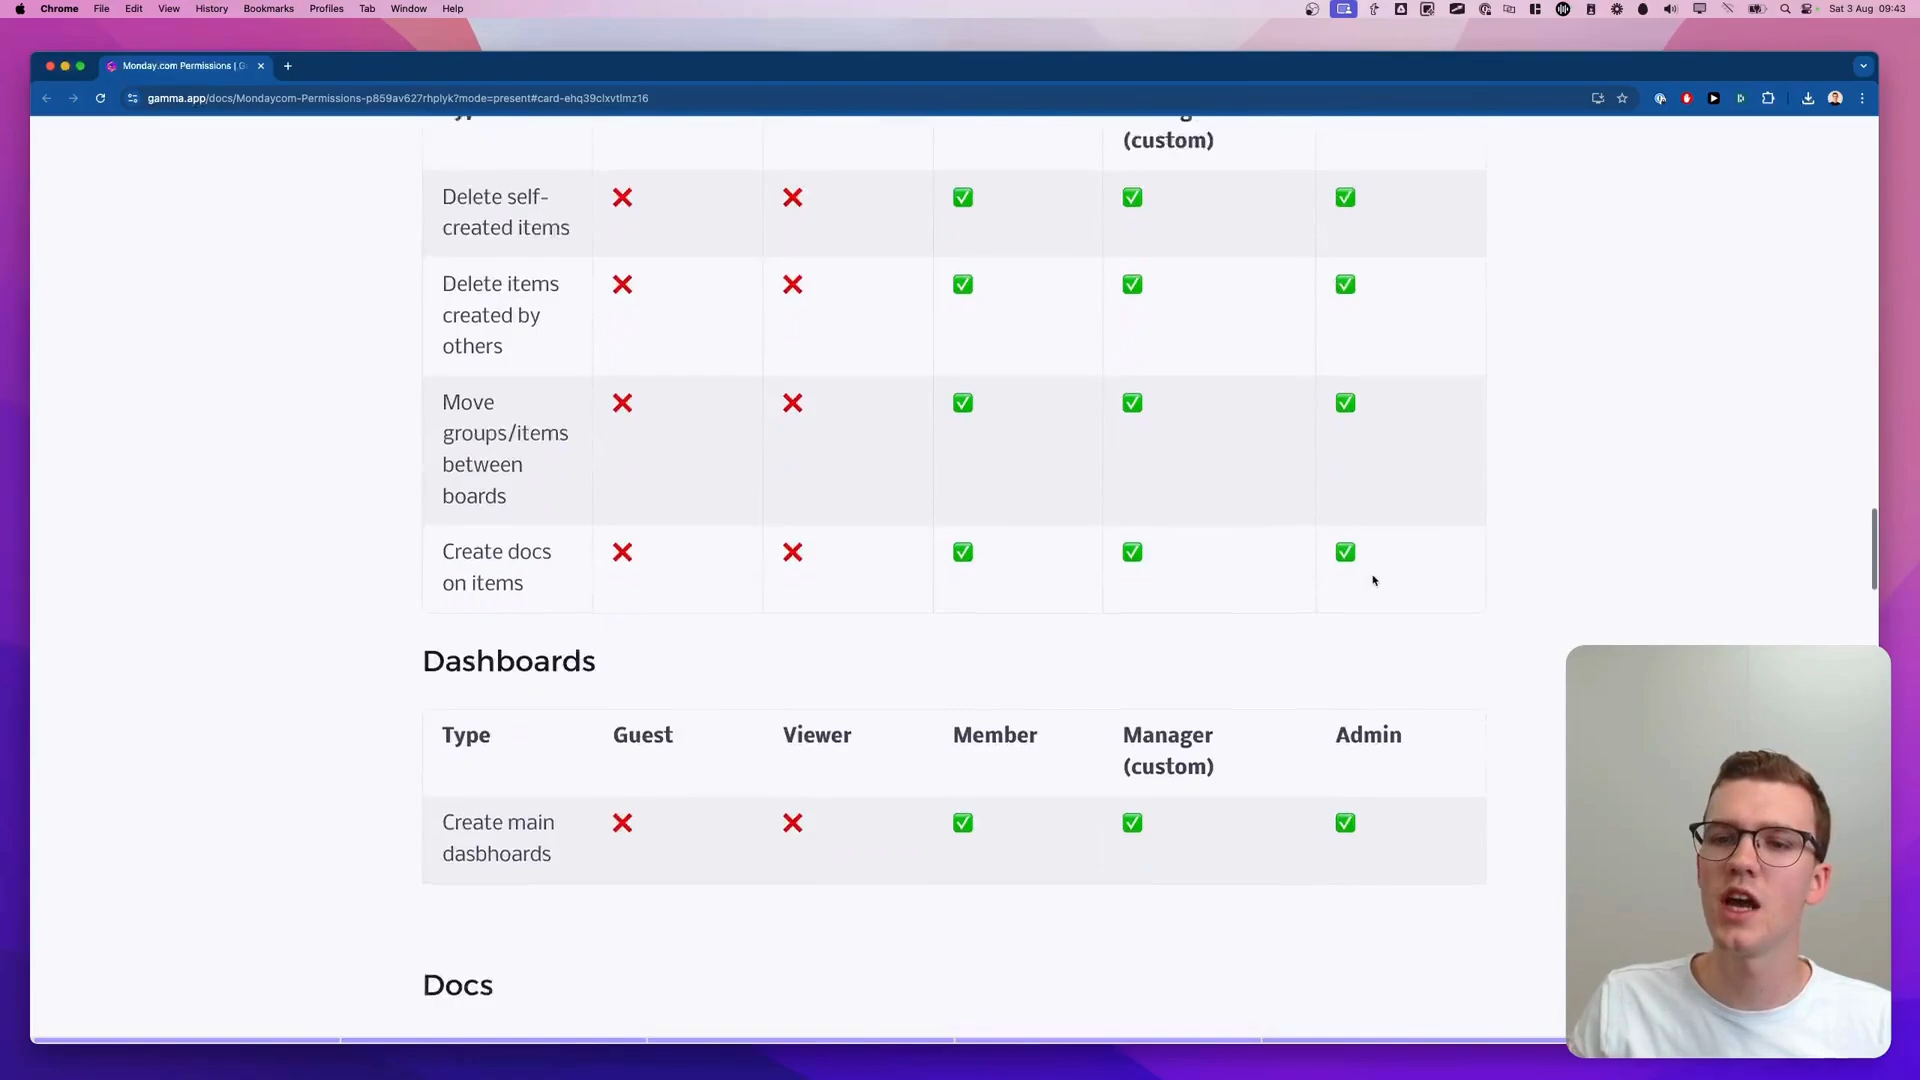 Chrome File Edit View History Bookmarks Profiles Tab Window Help Sat 3 Aug 09:43
Monday.com Permissions | G
gamma.app/docs/Mondaycom-Permissions-p859av627rhplyk?mode=present#card-ehq39clxvtlmz16
(custom)
Delete self-
created items
Delete items
created by
others
Move
groups/items
between
boards
Create docs
on items
Dashboards
Type Guest Viewer Member Manager Admin
(custom)
Create main
dasbhoards
Docs